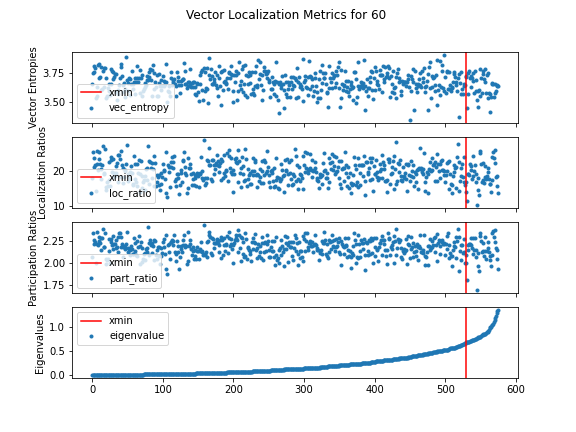 Vector Localization Metrics for 60
Vector Entropies
3.75
3.50
xmin
vec_entropy
Localization Ratios
20
10
xmin
loc_ratio
Participation Ratios
2.25
2.00
1.75
xmin
part_ratio
Eigenvalues
1.0
0.5
0.0
xmin
eigenvalue
0 100 200 300 400 500 600